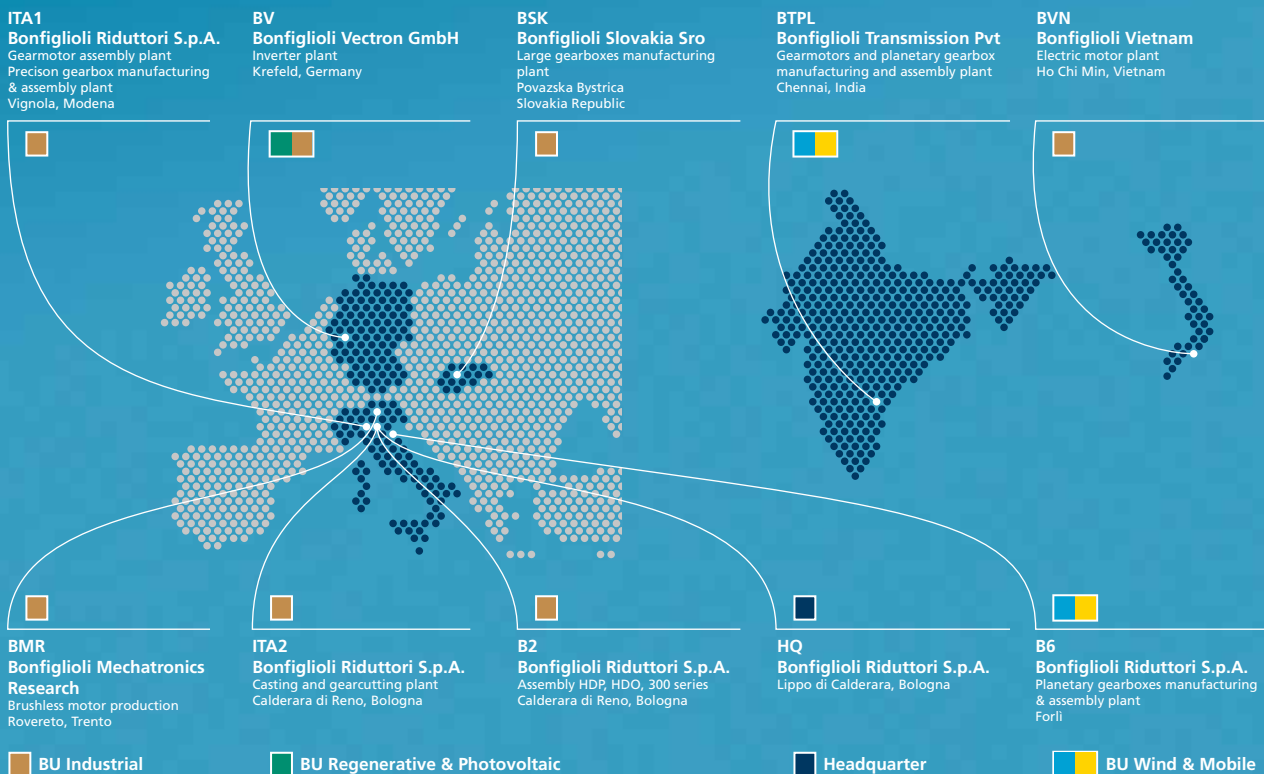 ITA1
Bonfiglioli Riduttori S.p.A.
Gearmotor assembly plant
Precison gearbox manufacturing
& assembly plant
Vignola, Modena
BV
Bonfiglioli Vectron GmbH
Inverter plant
Krefeld, Germany
BSK
Bonfiglioli Slovakia Sro
Large gearboxes manufacturing
plant
Povazska Bystrica
Slovakia Republic
BTPL
Bonfiglioli Transmission Pvt
Gearmotors and planetary gearbox
manufacturing and assembly plant
Chennai, India
BVN
Bonfiglioli Vietnam
Electric motor plant
Ho Chi Min, Vietnam
BMR
Bonfiglioli Mechatronics
Research
Brushless motor production
Rovereto, Trento
ITA2
Bonfiglioli Riduttori S.p.A.
Casting and gearcutting plant
Calderara di Reno, Bologna
B2
Bonfiglioli Riduttori S.p.A.
Assembly HDP, HDO, 300 series
Calderara di Reno, Bologna
HQ
Bonfiglioli Riduttori S.p.A.
Lippo di Calderara, Bologna
B6
Bonfiglioli Riduttori S.p.A.
Planetary gearboxes manufacturing
& assembly plant
Forlì
BU Industrial
BU Regenerative & Photovoltaic
Headquarter
BU Wind & Mobile